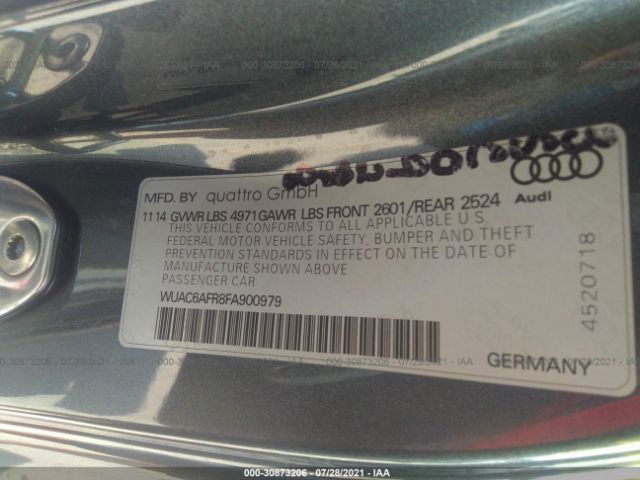 MFD. BY quattro GmbH
Audi
11 14 GVWR LBS 4971 GAWR LBS FRONT 2601/REAR 2524
THIS VEHICLE CONFORMS TO ALL APPLICABLE U.S.
FEDERAL MOTOR VEHICLE SAFETY, BUMPER AND THEFT
PREVENTION STANDARDS IN EFFECT ON THE DATE OF
MANUFACTURE SHOWN ABOVE
PASSENGER CAR
WUAC6AFR8FA900979
4520718
GERMANY
000-30873206 - 07/28/2021 - IAA